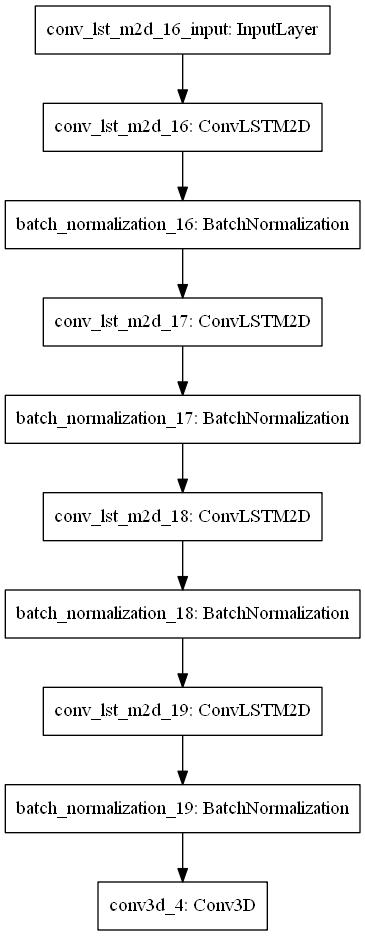 conv_lst_m2d_16_input: InputLayer
conv_lst_m2d_16: ConvLSTM2D
batch_normalization_16: BatchNormalization
conv_lst_m2d_17: ConvLSTM2D
batch_normalization_17: BatchNormalization
conv_lst_m2d_18: ConvLSTM2D
batch_normalization_18: BatchNormalization
conv_lst_m2d_19: ConvLSTM2D
batch_normalization_19: BatchNormalization
conv3d_4: Conv3D